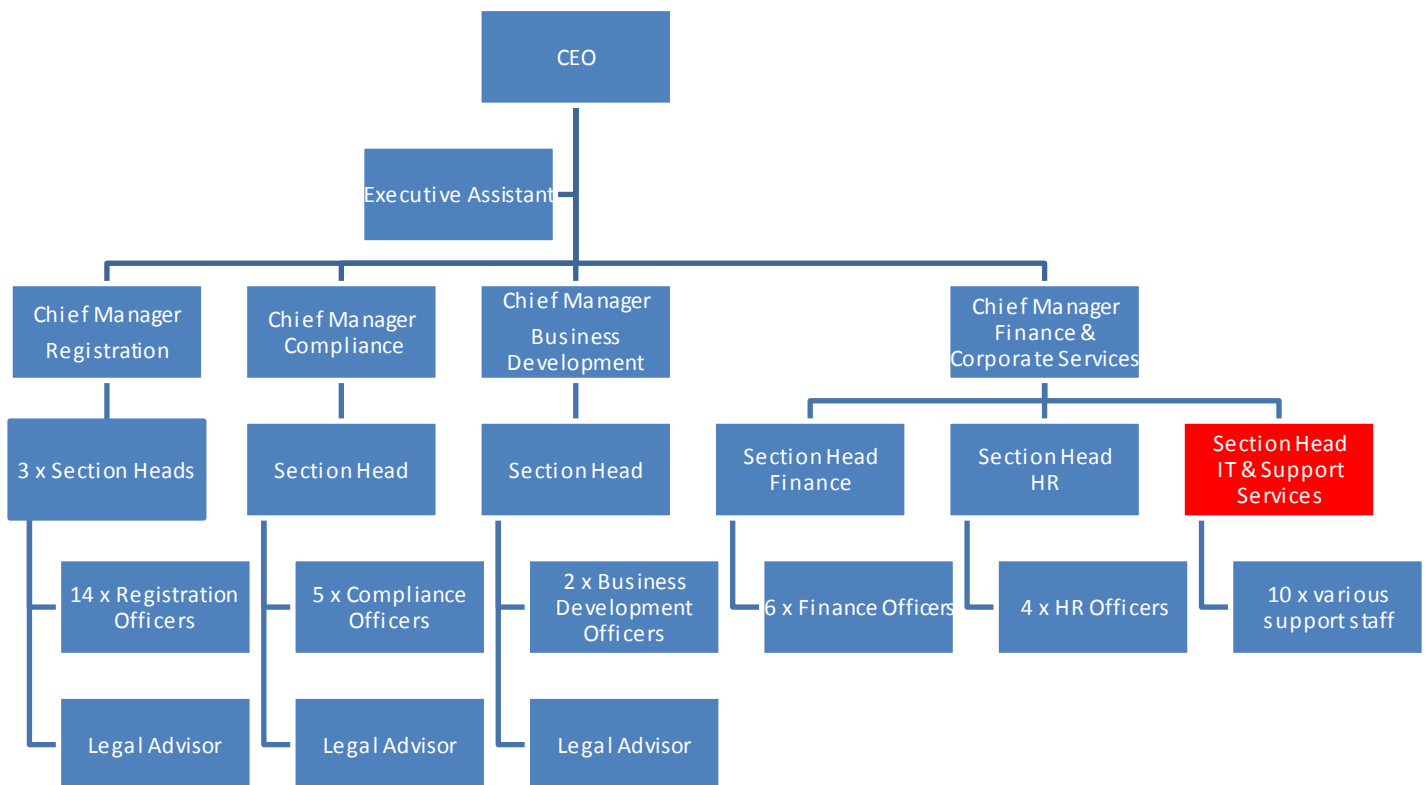 CEO
Executive Assistant
Chief Manager
Registration
Chief Manager
Compliance
Chief Manager
Business
Development
Chief Manager
Finance &
Corporate Services
3 x Section Heads
Section Head
Section Head
Section Head
Finance
Section Head
HR
Section Head
IT & Support
Services
14 x Registration
Officers
5 x Compliance
Officers
2 x Business
Development
Officers
6 x Finance Officers
4 x HR Officers
10 x various
support staff
Legal Advisor
Legal Advisor
Legal Advisor